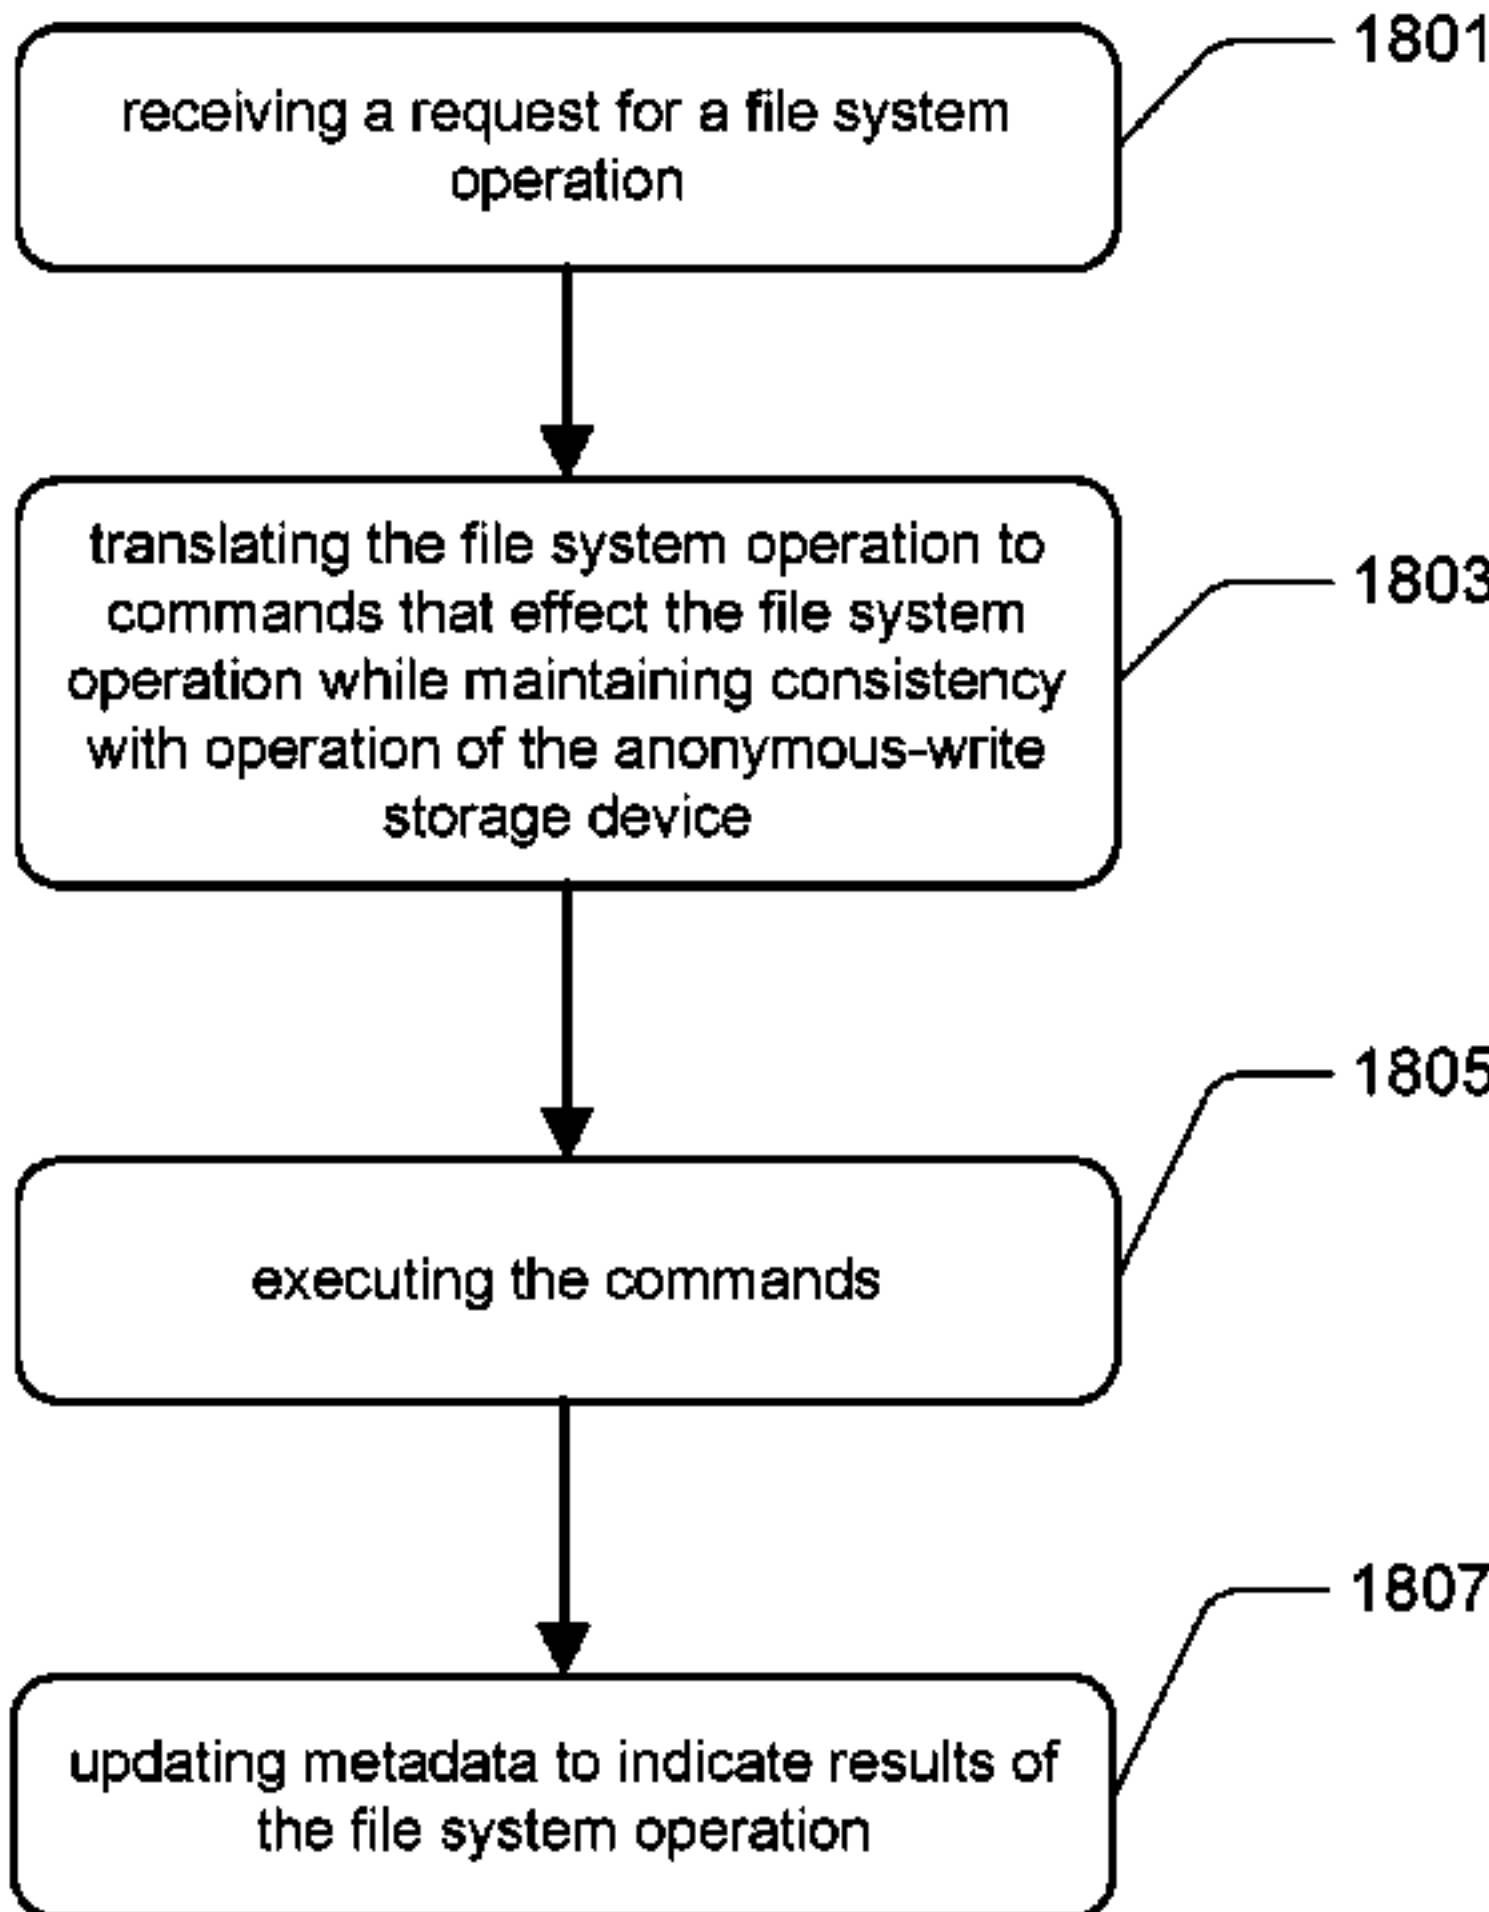 1801
receiving a request for a file system
operation
translating the file system operation to
commands that effect the file system
operation while maintaining consistency
with operation of the anonymous-write
storage device
1803
executing the commands
1805
updating metadata to indicate results of
the file system operation
1807